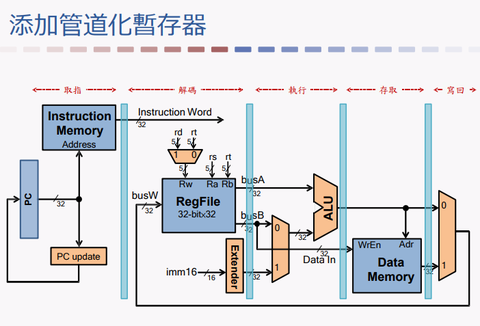 添加管道化暫存器
取指
解碼
執行
存取
寫回
Instruction
Memory
Address
Instruction Word
32
rd rt
5 5
1 0
rs rt
5 5 5
PC
32
PC update
busW
32
Rw Ra Rb
RegFile
32-bitx32
busA
32
busB
32
imm16
16
Extender
32
0
1
32
32
ALU
Data In
32
WrEn Adr
Data
Memory
32
0
1